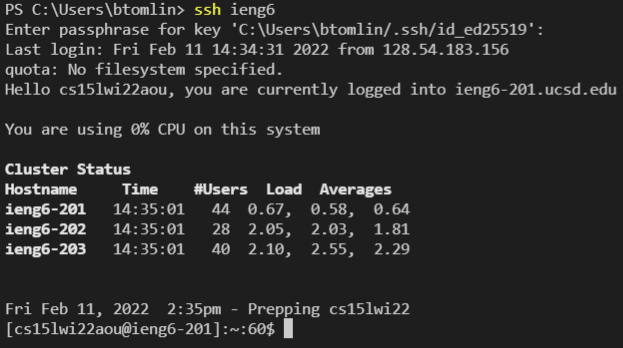 PS C:\Users\btomlin> ssh ieng6
Enter passphrase for key 'C:\Users\btomlin/.ssh/id_ed25519':
Last login: Fri Feb 11 14:34:31 2022 from 128.54.183.156
quota: No filesystem specified.
Hello cs15lwi22aou, you are currently logged into ieng6-201.ucsd.edu
You are using 0% CPU on this system
Cluster Status
Hostname     Time    #Users  Load  Averages
ieng6-201   14:35:01   44  0.67,  0.58,  0.64
ieng6-202   14:35:01   28  2.05,  2.03,  1.81
ieng6-203   14:35:01   40  2.10,  2.55,  2.29
Fri Feb 11, 2022  2:35pm - Prepping cs15lwi22
[cs15lwi22aou@ieng6-201]:~:60$